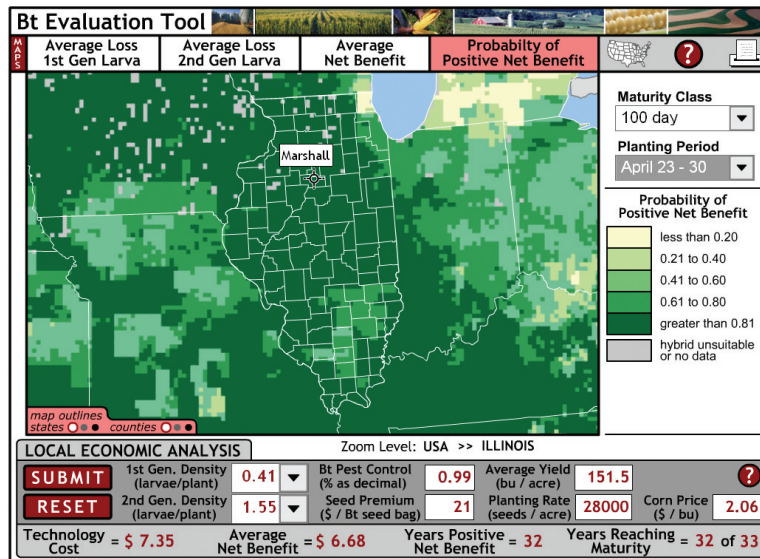 Bt Evaluation Tool
MAPS
Average Loss
1st Gen Larva
Average Loss
2nd Gen Larva
Average
Net Benefit
Probabilty of
Positive Net Benefit
?
Maturity Class
100 day
Planting Period
April 23 - 30
Probability of
Positive Net Benefit
less than 0.20
0.21 to 0.40
0.41 to 0.60
0.61 to 0.80
greater than 0.81
hybrid unsuitable
or no data
Marshall
map outlines
states counties
LOCAL ECONOMIC ANALYSIS
Zoom Level: USA >> ILLINOIS
SUBMIT
1st Gen. Density
(larvae/plant)
0.41
Bt Pest Control
(% as decimal)
0.99
Average Yield
(bu / acre)
151.5
?
RESET
2nd Gen. Density
(larvae/plant)
1.55
Seed Premium
($ / Bt seed bag)
21
Planting Rate
(seeds / acre)
28000
Corn Price
($ / bu)
2.06
Technology
Cost = $ 7.35
Average
Net Benefit = $ 6.68
Years Positive
Net Benefit = 32
Years Reaching
Maturity = 32 of 33